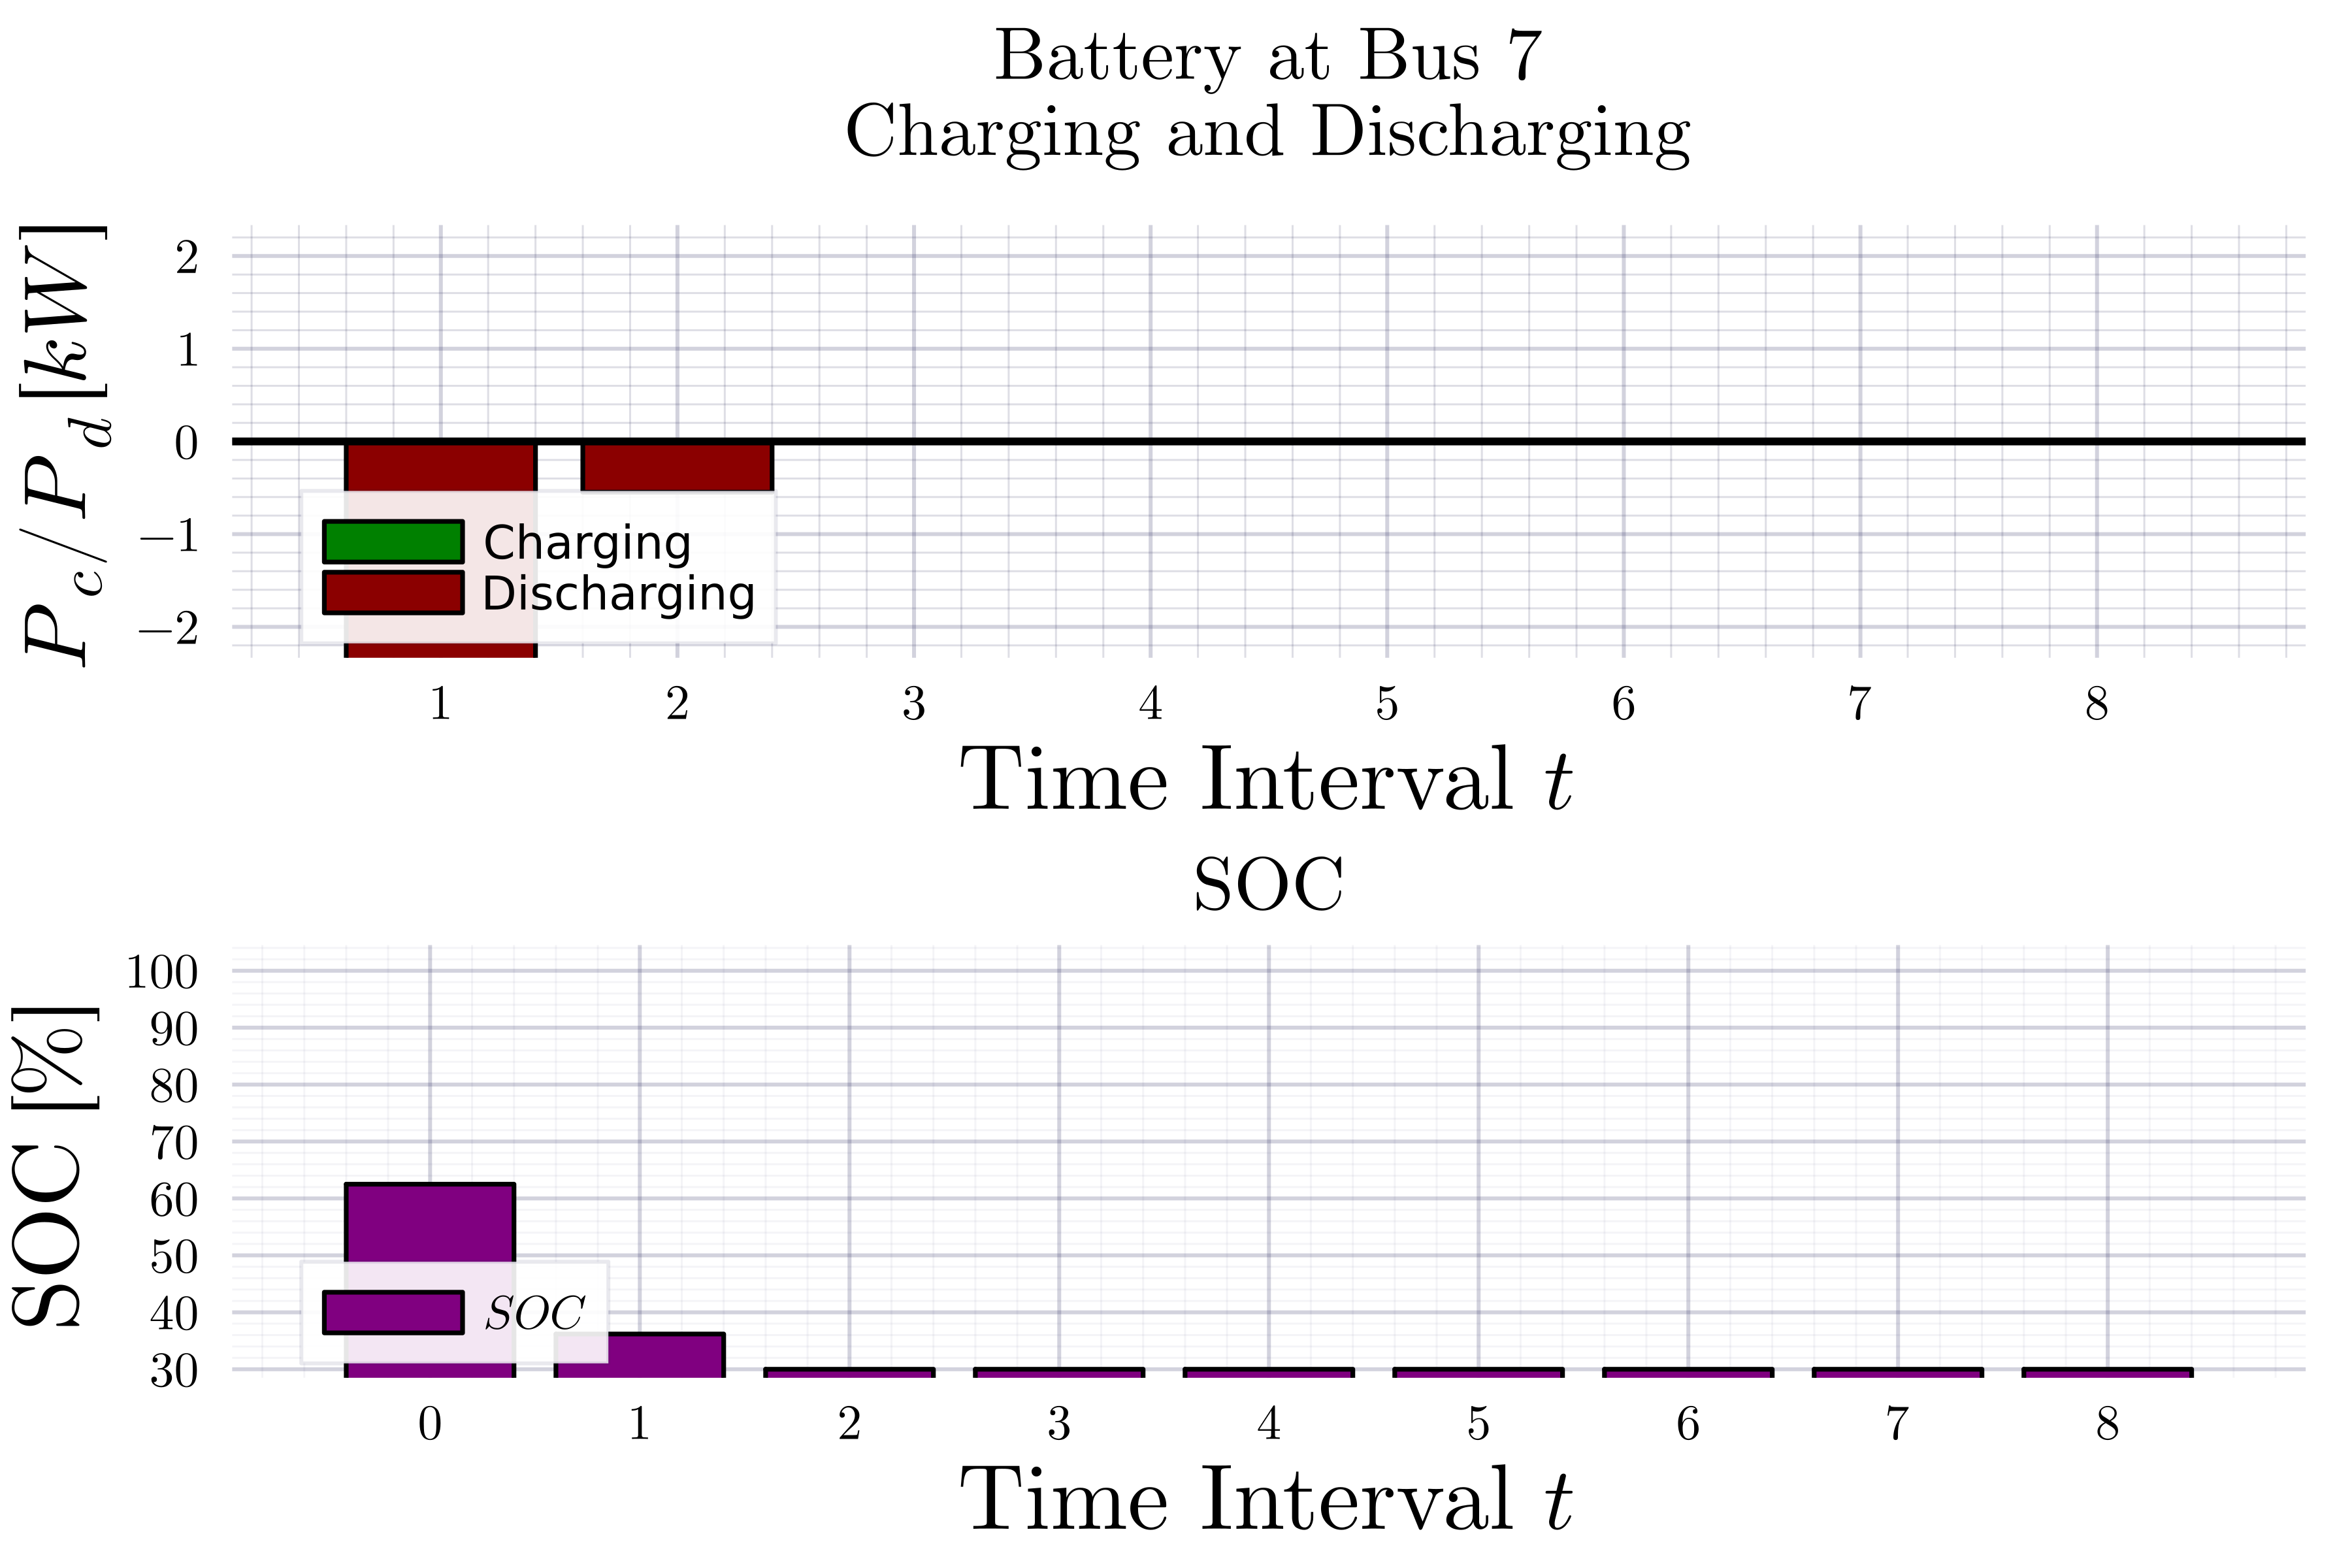 Battery at Bus 7
Charging and Discharging
P_c/P_d [kW]
2
1
0
−1
−2
Charging
Discharging
1 2 3 4 5 6 7 8
Time Interval t
SOC
SOC [%]
100
90
80
70
60
50
40
30
SOC
0 1 2 3 4 5 6 7 8
Time Interval t